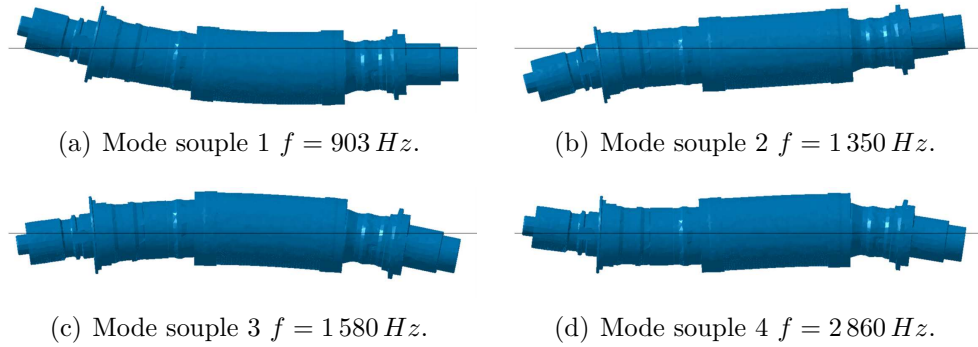 (a) Mode souple 1 f = 903 Hz.
(b) Mode souple 2 f = 1 350 Hz.
(c) Mode souple 3 f = 1 580 Hz.
(d) Mode souple 4 f = 2 860 Hz.